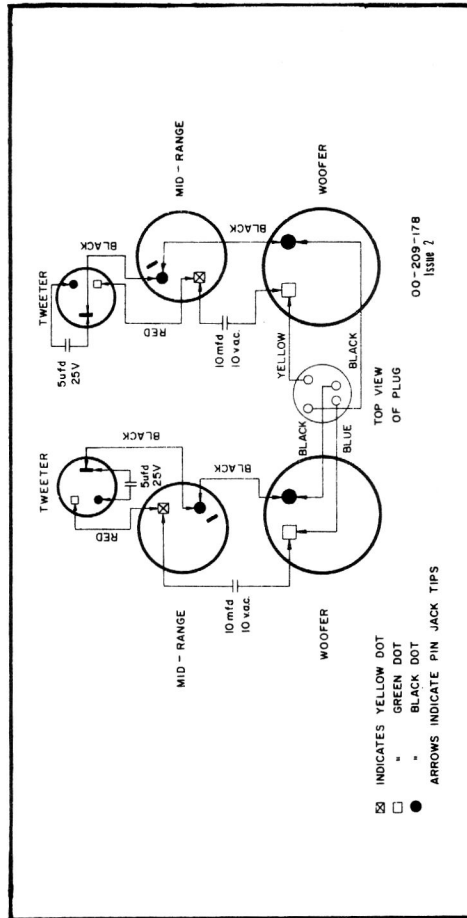 TWEETER
TWEETER
5ufd
25V
BLACK
BLACK
5ufd
25V
RED
RED
MID-RANGE
MID-RANGE
10mfd
10 v.a.c.
BLACK
10mfd
10 v.a.c.
BLACK
YELLOW
BLACK
BLACK
BLUE
WOOFER
WOOFER
TOP VIEW
OF PLUG
INDICATES YELLOW DOT
" GREEN DOT
" BLACK DOT
ARROWS INDICATE PIN JACK TIPS
00-209-178
Issue 2